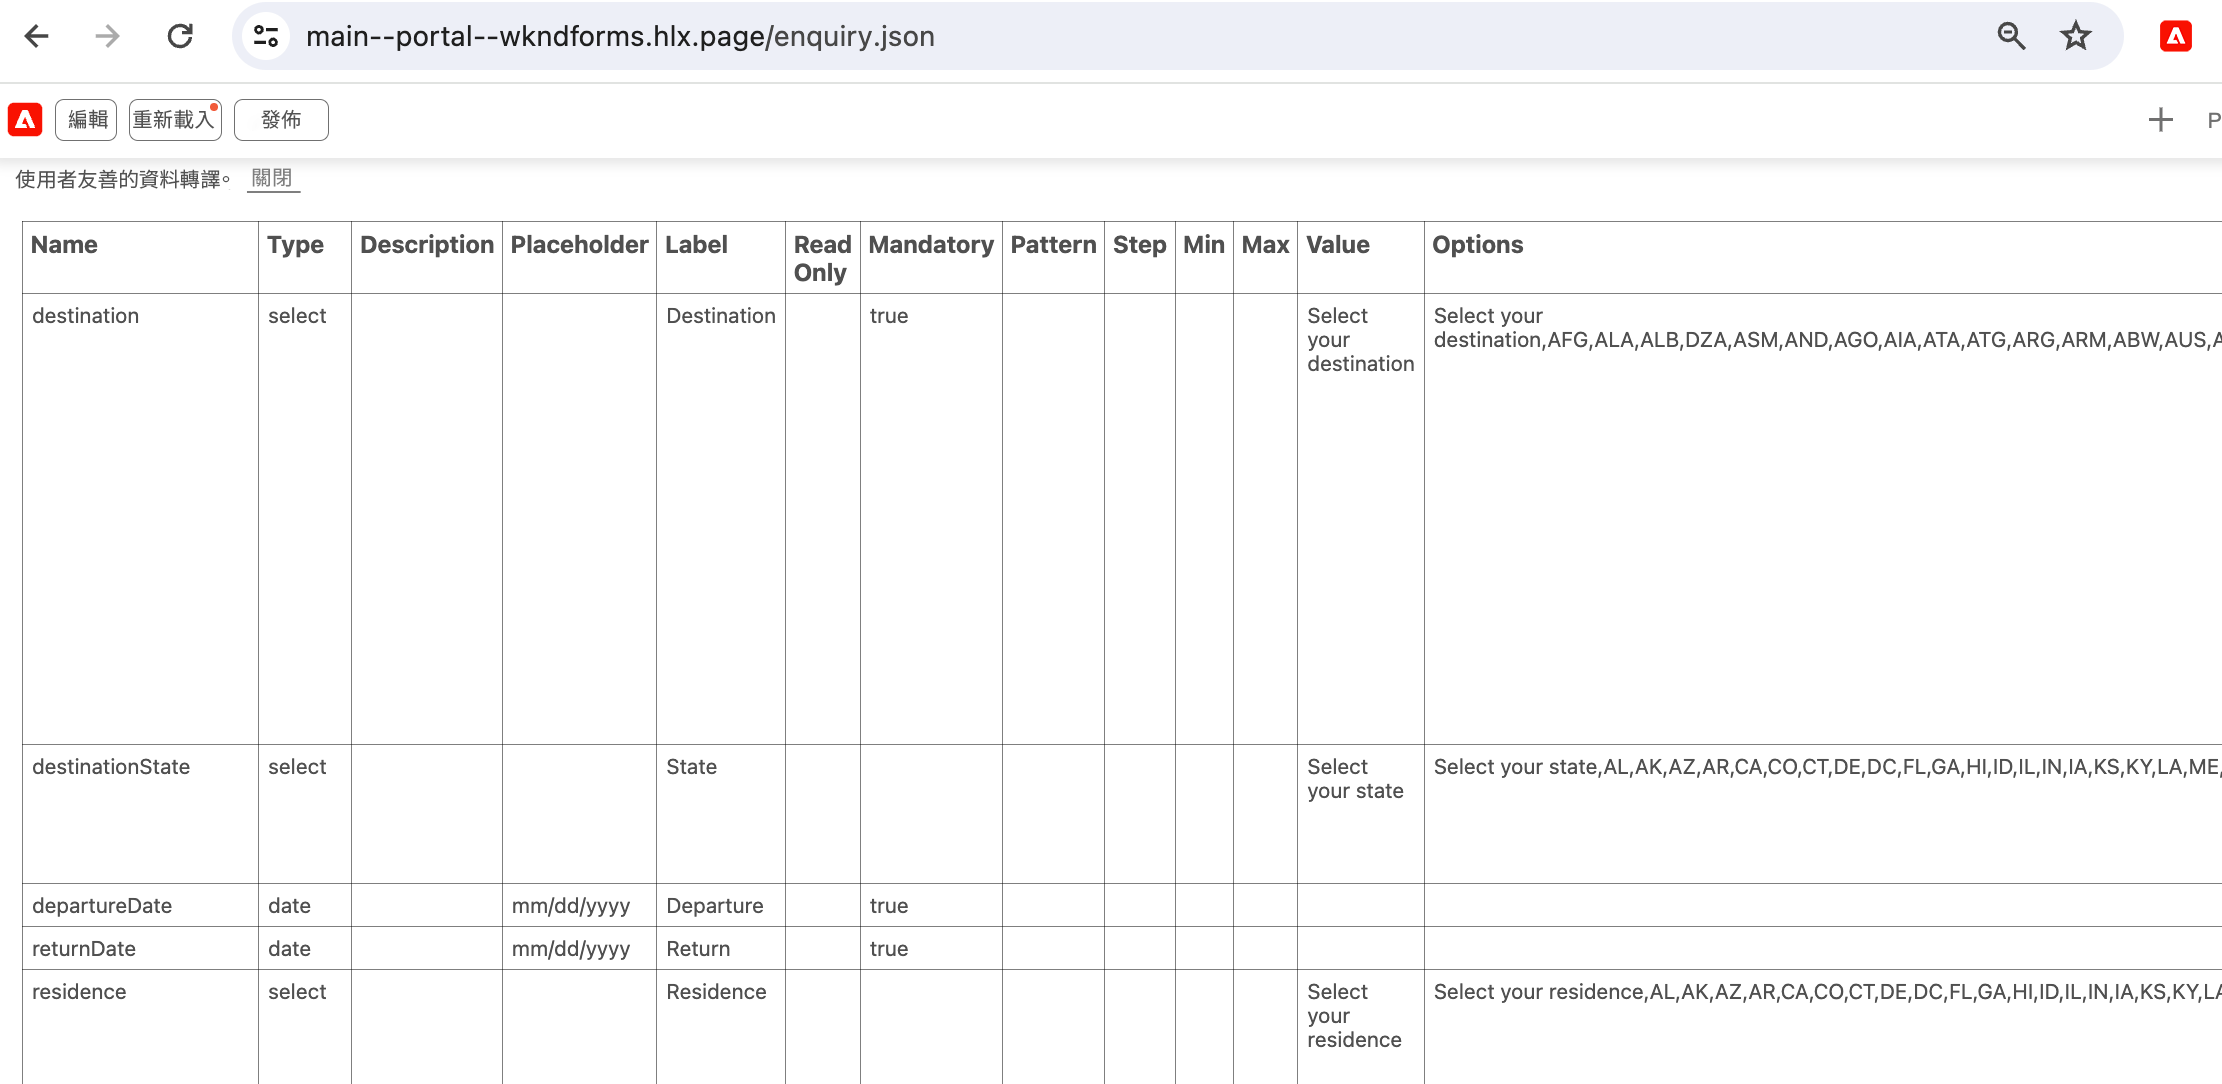 main--portal--wkndforms.hlx.page/enquiry.json
編輯 重新載入 發佈 P
使用者友善的資料轉譯。 關閉
Name Type Description Placeholder Label Read Only Mandatory Pattern Step Min Max Value Options
destination select Destination true Select your destination Select your destination,AFG,ALA,ALB,DZA,ASM,AND,AGO,AIA,ATA,ATG,ARG,ARM,ABW,AUS,A
destinationState select State Select your state Select your state,AL,AK,AZ,AR,CA,CO,CT,DE,DC,FL,GA,HI,ID,IL,IN,IA,KS,KY,LA,ME,
departureDate date mm/dd/yyyy Departure true
returnDate date mm/dd/yyyy Return true
residence select Residence Select your residence Select your residence,AL,AK,AZ,AR,CA,CO,CT,DE,DC,FL,GA,HI,ID,IL,IN,IA,KS,KY,LA